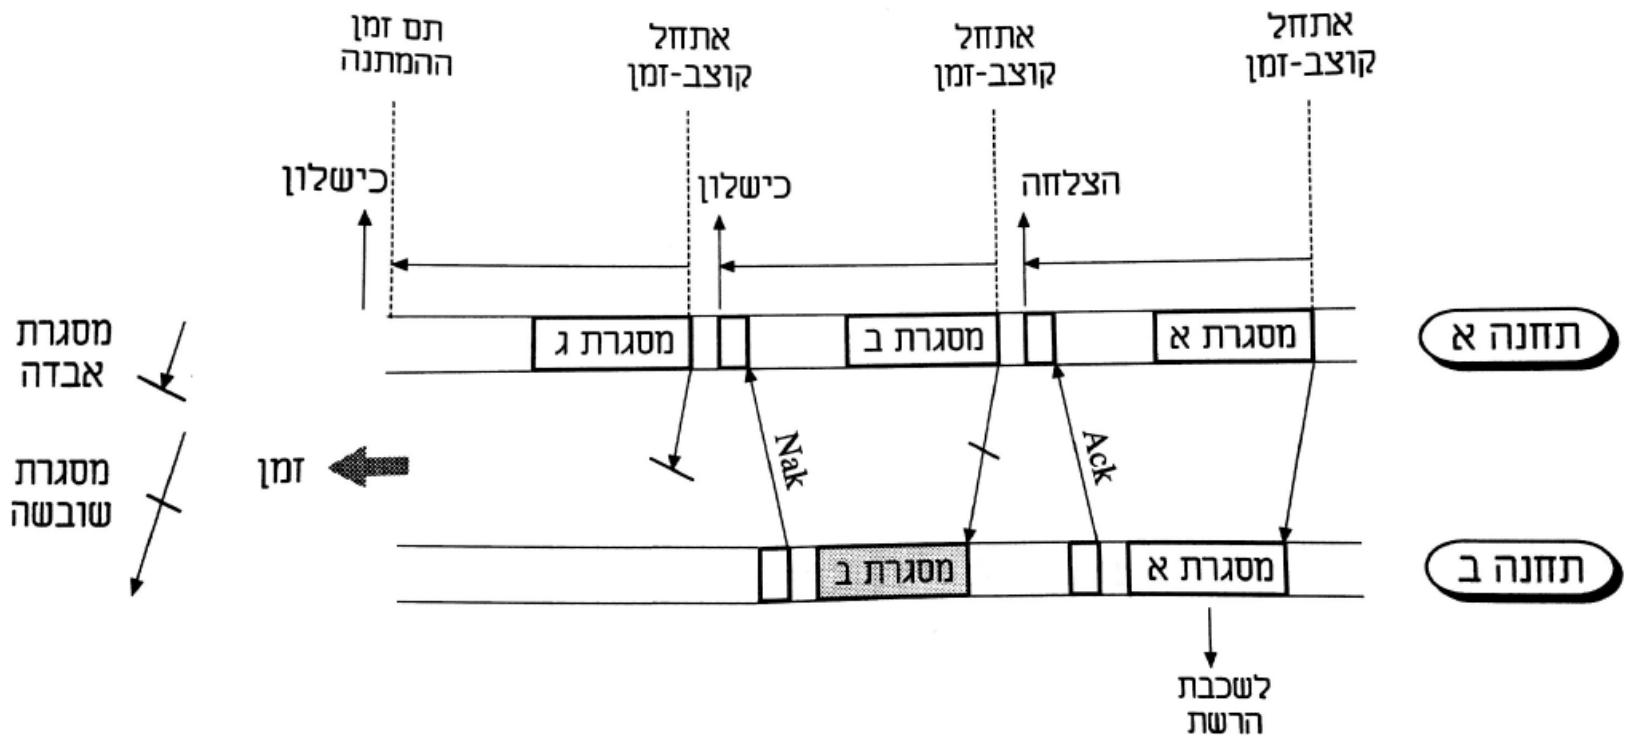 אתחל
קוצב-זמן
אתחל
קוצב-זמן
אתחל
קוצב-זמן
תם זמן
ההמתנה
הצלחה
כישלון
כישלון
תחנה א
מסגרת א
מסגרת ב
מסגרת ג
מסגרת
אבדה
Ack
Nak
זמן
מסגרת
שובשה
תחנה ב
מסגרת א
מסגרת ב
לשכבת
הרשת